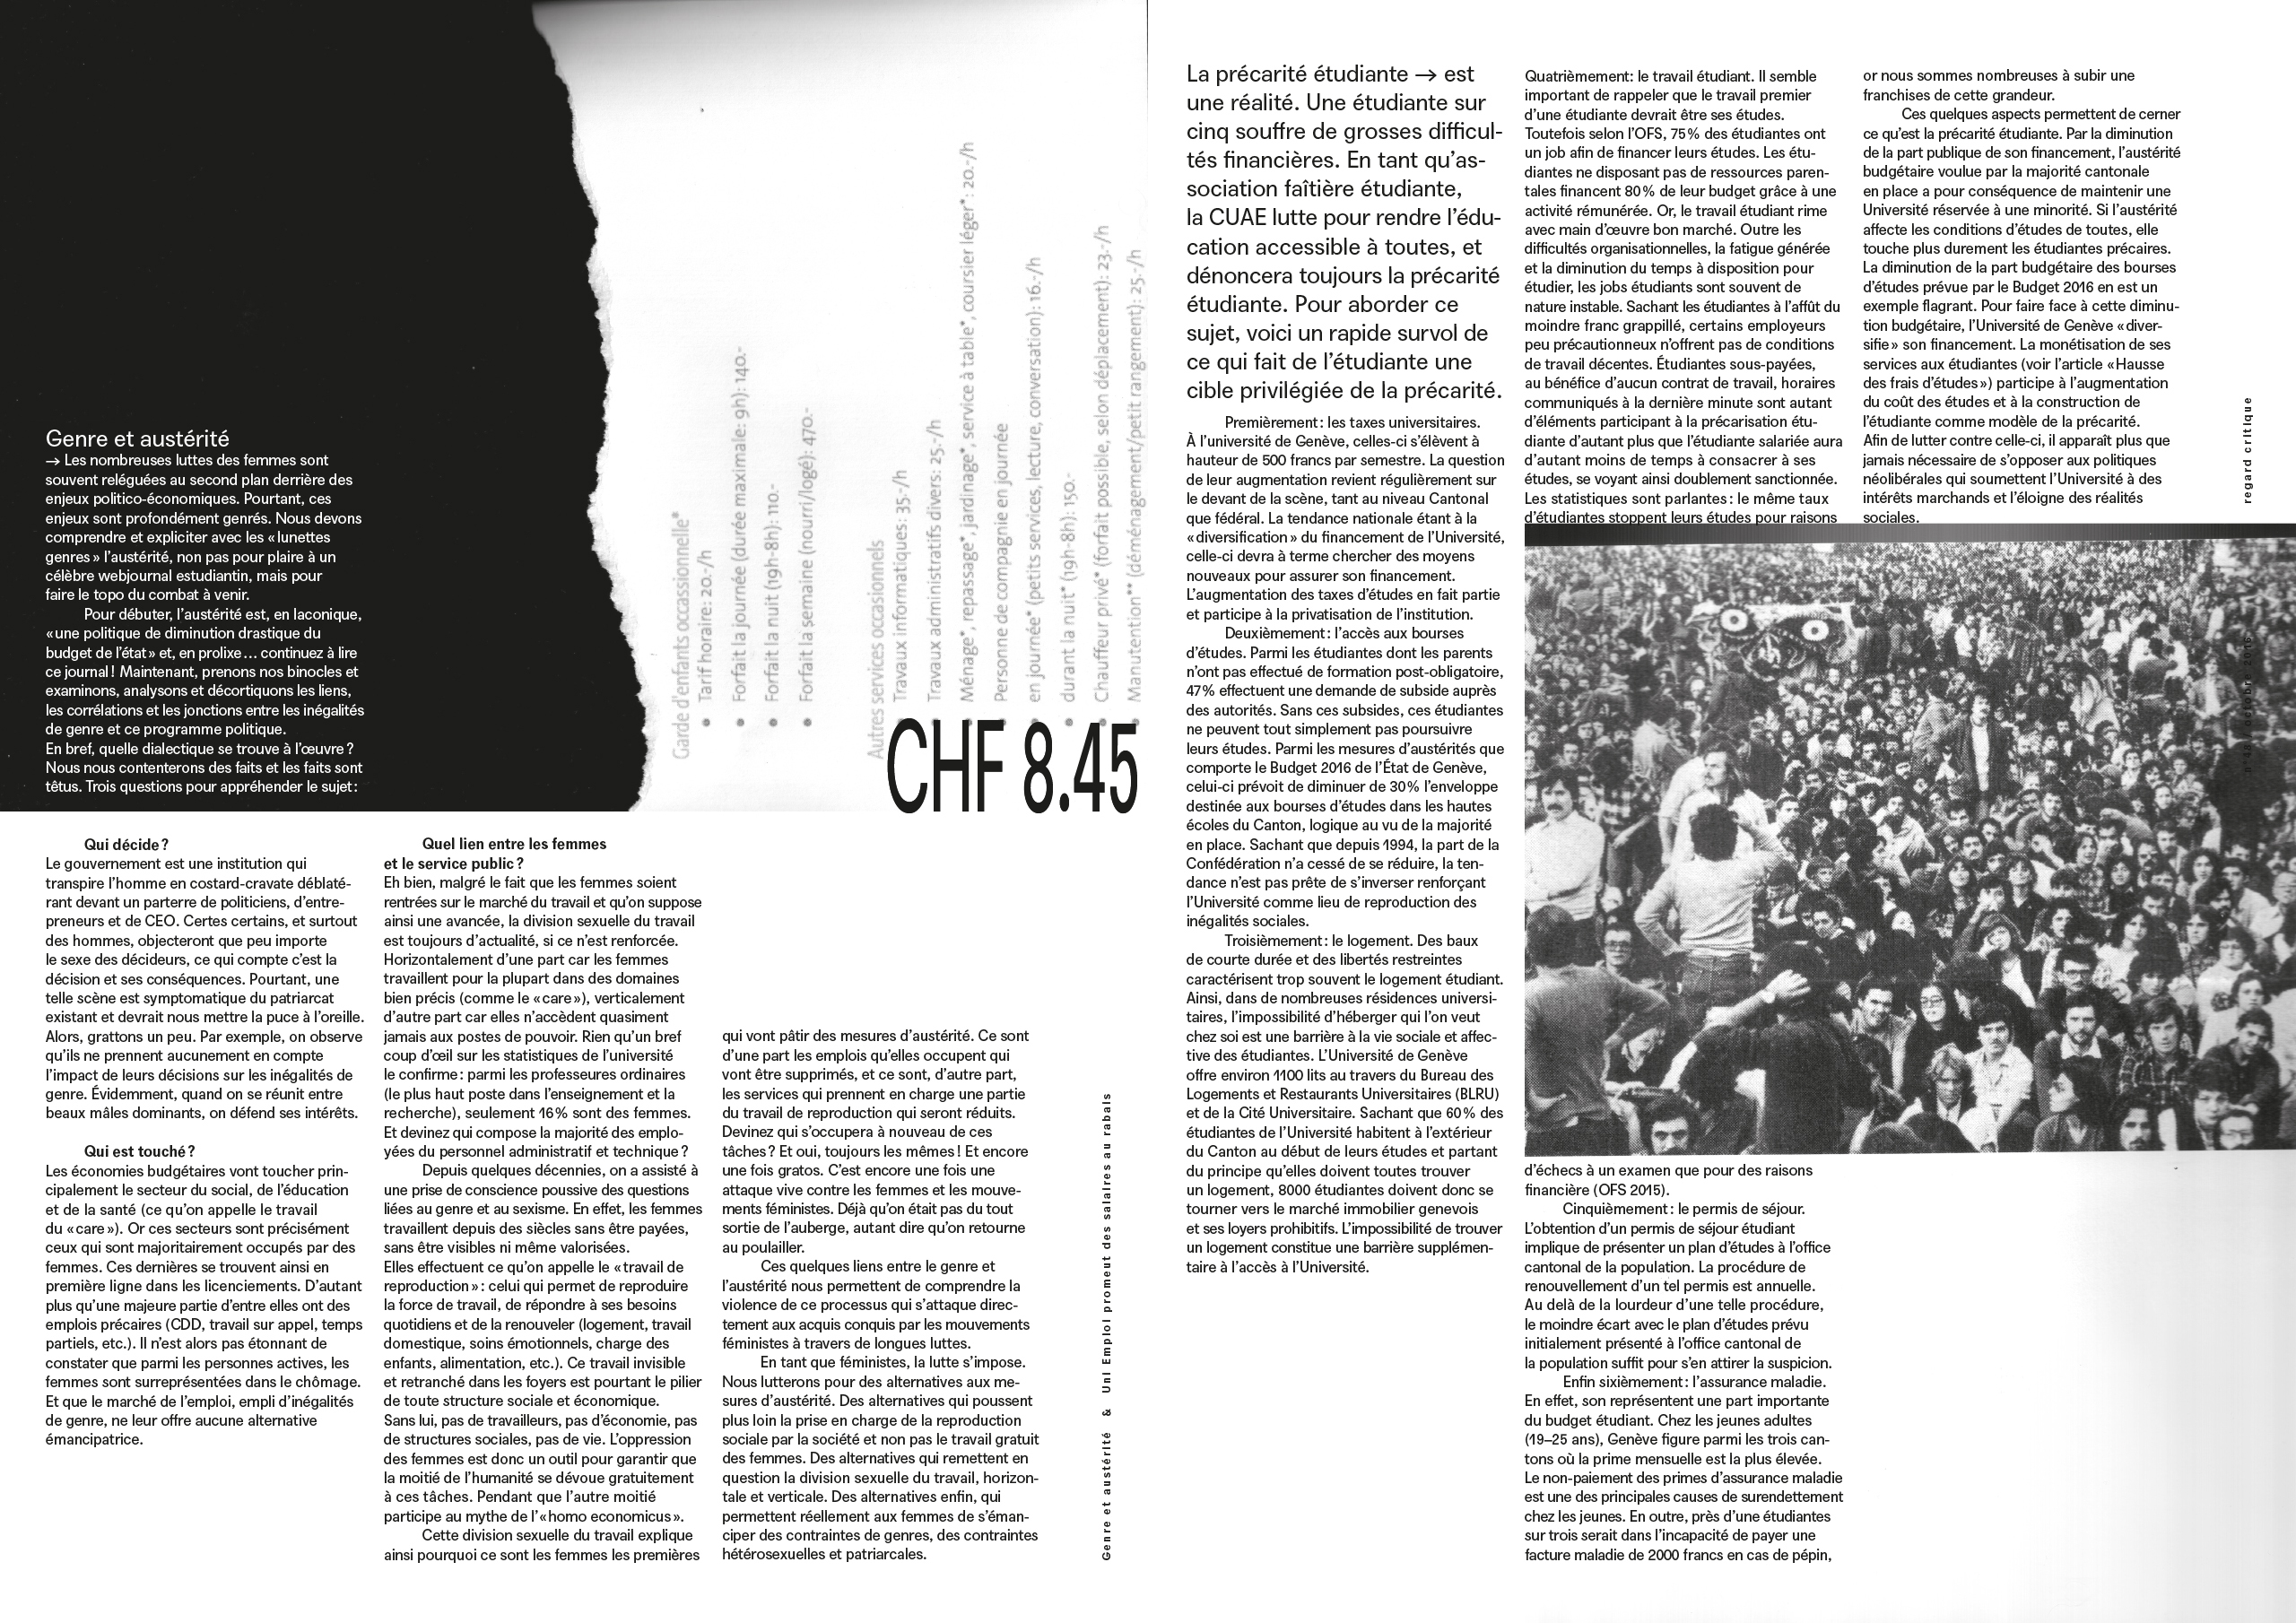 Genre et austérité
→ Les nombreuses luttes des femmes sont
souvent reléguées au second plan derrière des
enjeux politico-économiques. Pourtant, ces
enjeux sont profondément genrés. Nous devons
comprendre et expliciter avec les « lunettes
genres » l’austérité, non pas pour plaire à un
célèbre webjournal estudiantin, mais pour
faire le topo du combat à venir.
Pour débuter, l’austérité est, en laconique,
« une politique de diminution drastique du
budget de l’état » et, en prolixe… continuez à lire
ce journal ! Maintenant, prenons nos binocles et
examinons, analysons et décortiquons les liens,
les corrélations et les jonctions entre les inégalités
de genre et ce programme politique.
En bref, quelle dialectique se trouve à l’œuvre ?
Nous nous contenterons des faits et les faits sont
têtus. Trois questions pour appréhender le sujet :
Garde d’enfants occassionnelle*
• Tarif horaire: 20.-/h
• Forfait la journée (durée maximale: 9h): 140.-
• Forfait la nuit (19h-8h): 110.-
• Forfait la semaine (nourri/logé): 470.-
Autres services occasionnels
• Travaux informatiques: 35.-/h
• Travaux administratifs divers: 25.-/h
• Ménage*, repassage*, jardinage*, service à table*, coursier léger*: 20.-/h
Personne de compagnie en journée
• en journée* (petits services, lecture, conversation): 16.-/h
• durant la nuit* (19h-8h): 150.-
• Chauffeur privé* (forfait possible, selon déplacement): 23.-/h
• Manutention** (déménagement/petit rangement): 25.-/h
CHF 8.45
Qui décide ?
Le gouvernement est une institution qui
transpire l’homme en costard-cravate déblaté-
rant devant un parterre de politiciens, d’entre-
preneurs et de CEO. Certes certains, et surtout
des hommes, objecteront que peu importe
le sexe des décideurs, ce qui compte c’est la
décision et ses conséquences. Pourtant, une
telle scène est symptomatique du patriarcat
existant et devrait nous mettre la puce à l’oreille.
Alors, grattons un peu. Par exemple, on observe
qu’ils ne prennent aucunement en compte
l’impact de leurs décisions sur les inégalités de
genre. Évidemment, quand on se réunit entre
beaux mâles dominants, on défend ses intérêts.
Qui est touché ?
Les économies budgétaires vont toucher prin-
cipalement le secteur du social, de l’éducation
et de la santé (ce qu’on appelle le travail
du « care »). Or ces secteurs sont précisément
ceux qui sont majoritairement occupés par des
femmes. Ces dernières se trouvent ainsi en
première ligne dans les licenciements. D’autant
plus qu’une majeure partie d’entre elles ont des
emplois précaires (CDD, travail sur appel, temps
partiels, etc.). Il n’est alors pas étonnant de
constater que parmi les personnes actives, les
femmes sont surreprésentées dans le chômage.
Et que le marché de l’emploi, empli d’inégalités
de genre, ne leur offre aucune alternative
émancipatrice.
Quel lien entre les femmes
et le service public ?
Eh bien, malgré le fait que les femmes soient
rentrées sur le marché du travail et qu’on suppose
ainsi une avancée, la division sexuelle du travail
est toujours d’actualité, si ce n’est renforcée.
Horizontalement d’une part car les femmes
travaillent pour la plupart dans des domaines
bien précis (comme le « care »), verticalement
d’autre part car elles n’accèdent quasiment
jamais aux postes de pouvoir. Rien qu’un bref
coup d’œil sur les statistiques de l’université
le confirme : parmi les professeures ordinaires
(le plus haut poste dans l’enseignement et la
recherche), seulement 16 % sont des femmes.
Et devinez qui compose la majorité des emplo-
yées du personnel administratif et technique ?
Depuis quelques décennies, on a assisté à
une prise de conscience poussive des questions
liées au genre et au sexisme. En effet, les femmes
travaillent depuis des siècles sans être payées,
sans être visibles ni même valorisées.
Elles effectuent ce qu’on appelle le « travail de
reproduction » : celui qui permet de reproduire
la force de travail, de répondre à ses besoins
quotidiens et de la renouveler (logement, travail
domestique, soins émotionnels, charge des
enfants, alimentation, etc.). Ce travail invisible
et retranché dans les foyers est pourtant le pilier
de toute structure sociale et économique.
Sans lui, pas de travailleurs, pas d’économie, pas
de structures sociales, pas de vie. L’oppression
des femmes est donc un outil pour garantir que
la moitié de l’humanité se dévoue gratuitement
à ces tâches. Pendant que l’autre moitié
participe au mythe de l’« homo economicus ».
Cette division sexuelle du travail explique
ainsi pourquoi ce sont les femmes les premières
qui vont pâtir des mesures d’austérité. Ce sont
d’une part les emplois qu’elles occupent qui
vont être supprimés, et ce sont, d’autre part,
les services qui prennent en charge une partie
du travail de reproduction qui seront réduits.
Devinez qui s’occupera à nouveau de ces
tâches ? Et oui, toujours les mêmes ! Et encore
une fois gratos. C’est encore une fois une
attaque vive contre les femmes et les mouve-
ments féministes. Déjà qu’on était pas du tout
sortie de l’auberge, autant dire qu’on retourne
au poulailler.
Ces quelques liens entre le genre et
l’austérité nous permettent de comprendre la
violence de ce processus qui s’attaque direc-
tement aux acquis conquis par les mouvements
féministes à travers de longues luttes.
En tant que féministes, la lutte s’impose.
Nous lutterons pour des alternatives aux me-
sures d’austérité. Des alternatives qui poussent
plus loin la prise en charge de la reproduction
sociale par la société et non pas le travail gratuit
des femmes. Des alternatives qui remettent en
question la division sexuelle du travail, horizon-
tale et verticale. Des alternatives enfin, qui
permettent réellement aux femmes de s’éman-
ciper des contraintes de genres, des contraintes
hétérosexuelles et patriarcales.
Genre et austérité & Uni Emploi promeut des salaires au rabais
La précarité étudiante → est
une réalité. Une étudiante sur
cinq souffre de grosses difficul-
tés financières. En tant qu’as-
sociation faîtière étudiante,
la CUAE lutte pour rendre l’édu-
cation accessible à toutes, et
dénoncera toujours la précarité
étudiante. Pour aborder ce
sujet, voici un rapide survol de
ce qui fait de l’étudiante une
cible privilégiée de la précarité.
Premièrement : les taxes universitaires.
À l’université de Genève, celles-ci s’élèvent à
hauteur de 500 francs par semestre. La question
de leur augmentation revient régulièrement sur
le devant de la scène, tant au niveau Cantonal
que fédéral. La tendance nationale étant à la
« diversification » du financement de l’Université,
celle-ci devra à terme chercher des moyens
nouveaux pour assurer son financement.
L’augmentation des taxes d’études en fait partie
et participe à la privatisation de l’institution.
Deuxièmement : l’accès aux bourses
d’études. Parmi les étudiantes dont les parents
n’ont pas effectué de formation post-obligatoire,
47 % effectuent une demande de subside auprès
des autorités. Sans ces subsides, ces étudiantes
ne peuvent tout simplement pas poursuivre
leurs études. Parmi les mesures d’austérités que
comporte le Budget 2016 de l’État de Genève,
celui-ci prévoit de diminuer de 30 % l’enveloppe
destinée aux bourses d’études dans les hautes
écoles du Canton, logique au vu de la majorité
en place. Sachant que depuis 1994, la part de la
Confédération n’a cessé de se réduire, la ten-
dance n’est pas prête de s’inverser renforçant
l’Université comme lieu de reproduction des
inégalités sociales.
Troisièmement : le logement. Des baux
de courte durée et des libertés restreintes
caractérisent trop souvent le logement étudiant.
Ainsi, dans de nombreuses résidences universi-
taires, l’impossibilité d’héberger qui l’on veut
chez soi est une barrière à la vie sociale et affec-
tive des étudiantes. L’Université de Genève
offre environ 1100 lits au travers du Bureau des
Logements et Restaurants Universitaires (BLRU)
et de la Cité Universitaire. Sachant que 60 % des
étudiantes de l’Université habitent à l’extérieur
du Canton au début de leurs études et partant
du principe qu’elles doivent toutes trouver
un logement, 8000 étudiantes doivent donc se
tourner vers le marché immobilier genevois
et ses loyers prohibitifs. L’impossibilité de trouver
un logement constitue une barrière supplémen-
taire à l’accès à l’Université.
Quatrièmement : le travail étudiant. Il semble
important de rappeler que le travail premier
d’une étudiante devrait être ses études.
Toutefois selon l’OFS, 75 % des étudiantes ont
un job afin de financer leurs études. Les étu-
diantes ne disposant pas de ressources paren-
tales financent 80 % de leur budget grâce à une
activité rémunérée. Or, le travail étudiant rime
avec main d’œuvre bon marché. Outre les
difficultés organisationnelles, la fatigue générée
et la diminution du temps à disposition pour
étudier, les jobs étudiants sont souvent de
nature instable. Sachant les étudiantes à l’affût du
moindre franc grappillé, certains employeurs
peu précautionneux n’offrent pas de conditions
de travail décentes. Étudiantes sous-payées,
au bénéfice d’aucun contrat de travail, horaires
communiqués à la dernière minute sont autant
d’éléments participant à la précarisation étu-
diante d’autant plus que l’étudiante salariée aura
d’autant moins de temps à consacrer à ses
études, se voyant ainsi doublement sanctionnée.
Les statistiques sont parlantes : le même taux
d’étudiantes stoppent leurs études pour raisons
d’échecs à un examen que pour des raisons
financière (OFS 2015).
Cinquièmement : le permis de séjour.
L’obtention d’un permis de séjour étudiant
implique de présenter un plan d’études à l’office
cantonal de la population. La procédure de
renouvellement d’un tel permis est annuelle.
Au delà de la lourdeur d’une telle procédure,
le moindre écart avec le plan d’études prévu
initialement présenté à l’office cantonal de
la population suffit pour s’en attirer la suspicion.
Enfin sixièmement : l’assurance maladie.
En effet, son représentent une part importante
du budget étudiant. Chez les jeunes adultes
(19–25 ans), Genève figure parmi les trois can-
tons où la prime mensuelle est la plus élevée.
Le non-paiement des primes d’assurance maladie
est une des principales causes de surendettement
chez les jeunes. En outre, près d’une étudiantes
sur trois serait dans l’incapacité de payer une
facture maladie de 2000 francs en cas de pépin,
or nous sommes nombreuses à subir une
franchises de cette grandeur.
Ces quelques aspects permettent de cerner
ce qu’est la précarité étudiante. Par la diminution
de la part publique de son financement, l’austérité
budgétaire voulue par la majorité cantonale
en place a pour conséquence de maintenir une
Université réservée à une minorité. Si l’austérité
affecte les conditions d’études de toutes, elle
touche plus durement les étudiantes précaires.
La diminution de la part budgétaire des bourses
d’études prévue par le Budget 2016 en est un
exemple flagrant. Pour faire face à cette diminu-
tion budgétaire, l’Université de Genève « diver-
sifie » son financement. La monétisation de ses
services aux étudiantes (voir l’article « Hausse
des frais d’études ») participe à l’augmentation
du coût des études et à la construction de
l’étudiante comme modèle de la précarité.
Afin de lutter contre celle-ci, il apparaît plus que
jamais nécessaire de s’opposer aux politiques
néolibérales qui soumettent l’Université à des
intérêts marchands et l’éloigne des réalités
sociales.
regard critique
octobre 2016